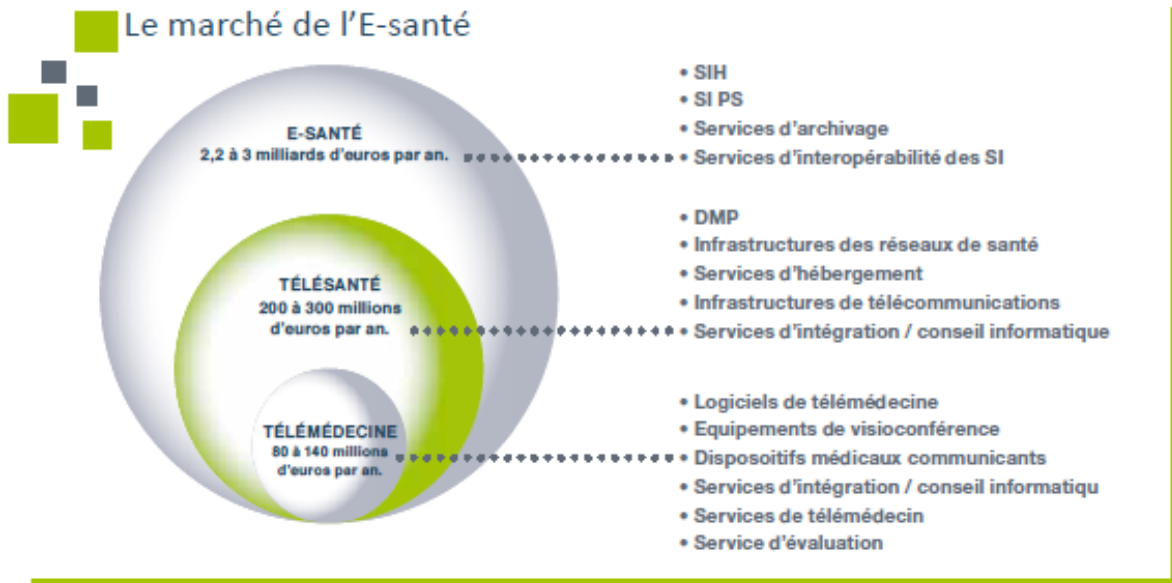 Le marché de l'E-santé
E-SANTÉ
2,2 à 3 milliards d'euros par an.
• SIH
• SI PS
• Services d'archivage
• Services d'interopérabilité des SI
TÉLÉSANTÉ
200 à 300 millions
d'euros par an.
• DMP
• Infrastructures des réseaux de santé
• Services d'hébergement
• Infrastructures de télécommunications
• Services d'intégration / conseil informatique
TÉLÉMÉDECINE
80 à 140 millions
d'euros par an.
• Logiciels de télémédecine
• Equipements de visioconférence
• Disposoitifs médicaux communicants
• Services d'intégration / conseil informatiqu
• Services de télémédecin
• Service d'évaluation